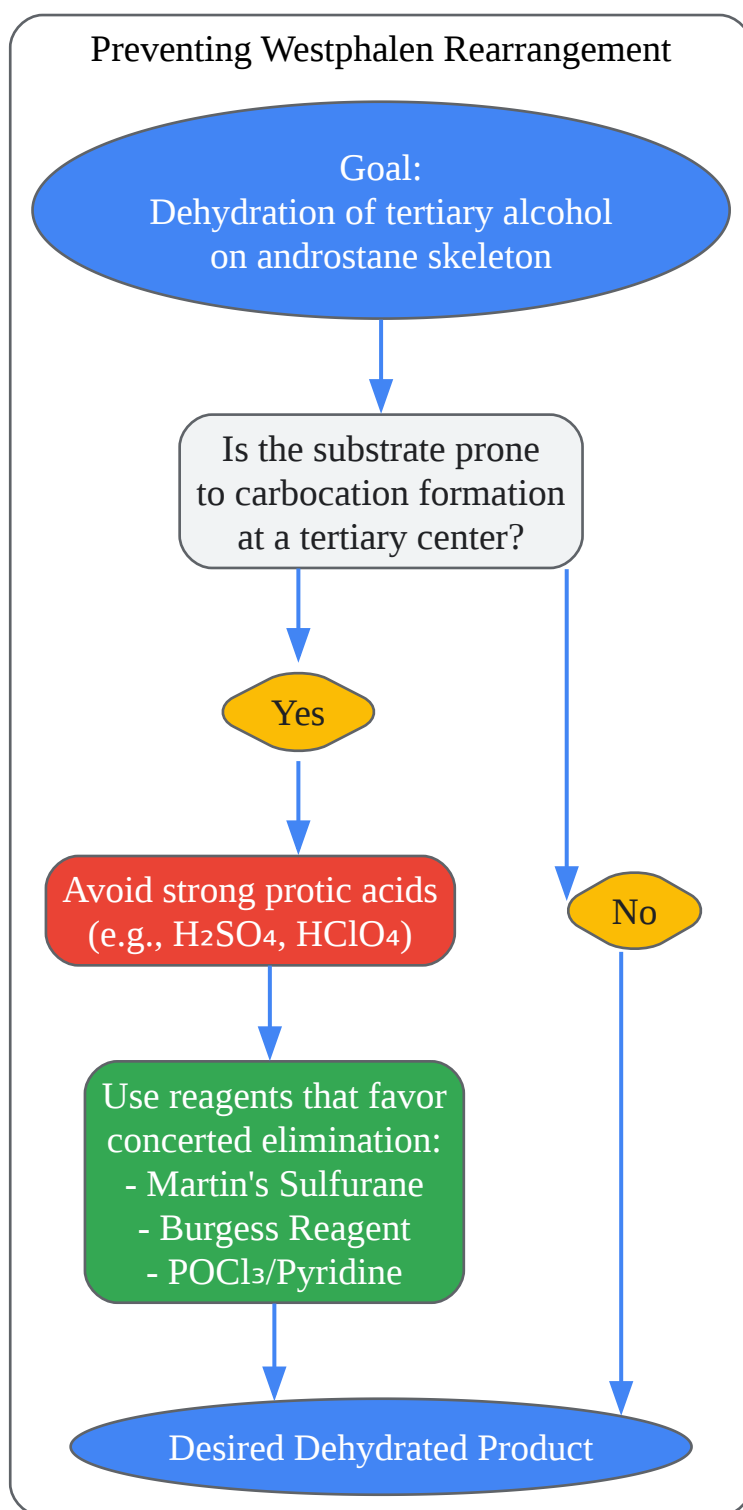 Preventing Westphalen Rearrangement
Goal:
Dehydration of tertiary alcohol
on androstane skeleton
Is the substrate prone
to carbocation formation
at a tertiary center?
Yes
Avoid strong protic acids
(e.g., H₂SO₄, HClO₄)
No
Use reagents that favor
concerted elimination:
- Martin's Sulfurane
- Burgess Reagent
- POCl₃/Pyridine
Desired Dehydrated Product